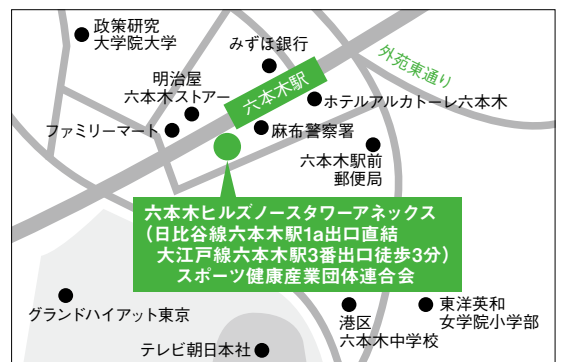 政策研究
大学院大学
みずほ銀行
外苑東通り
明治屋
六本木ストアー
六本木駅
ホテルアルカトーレ六本木
ファミリーマート
麻布警察署
六本木駅前
郵便局
六本木ヒルズノースタワーアネックス
(日比谷線六本木駅1a出口直結
大江戸線六本木駅3番出口徒歩3分)
スポーツ健康産業団体連合会
グランドハイアット東京
港区
六本木中学校
東洋英和
女学院小学部
テレビ朝日本社